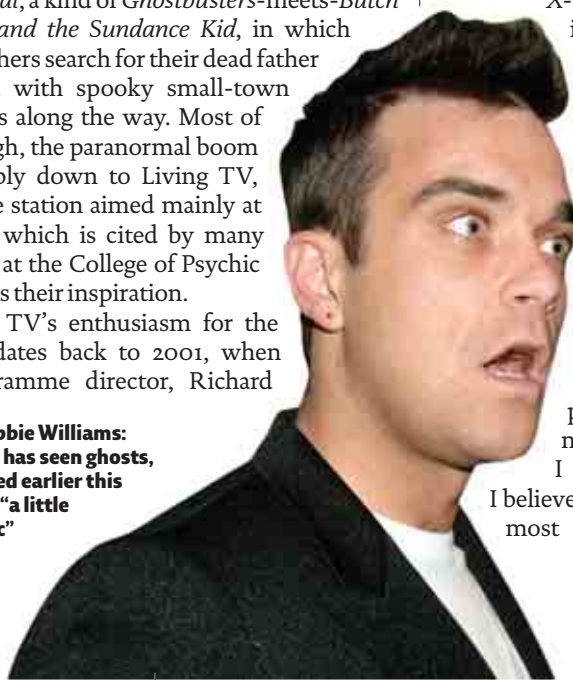 a kind of Ghostbusters-meets-Butch
and the Sundance Kid, in which
search for their dead father
with spooky small-town
along the way. Most of
the paranormal boom
down to Living TV,
station aimed mainly at
which is cited by many
at the College of Psychic
their inspiration.
TV's enthusiasm for the
dates back to 2001, when
director, Richard
Williams:
has seen ghosts,
earlier this
“a little
X-
I
I believe
most